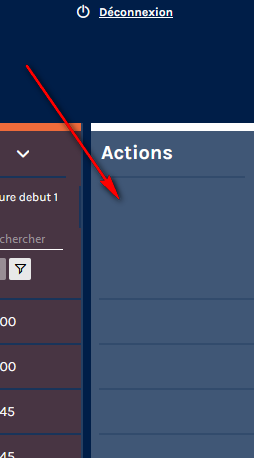 Déconnexion
Actions
ure debut 1
chercher
00
00
45
45